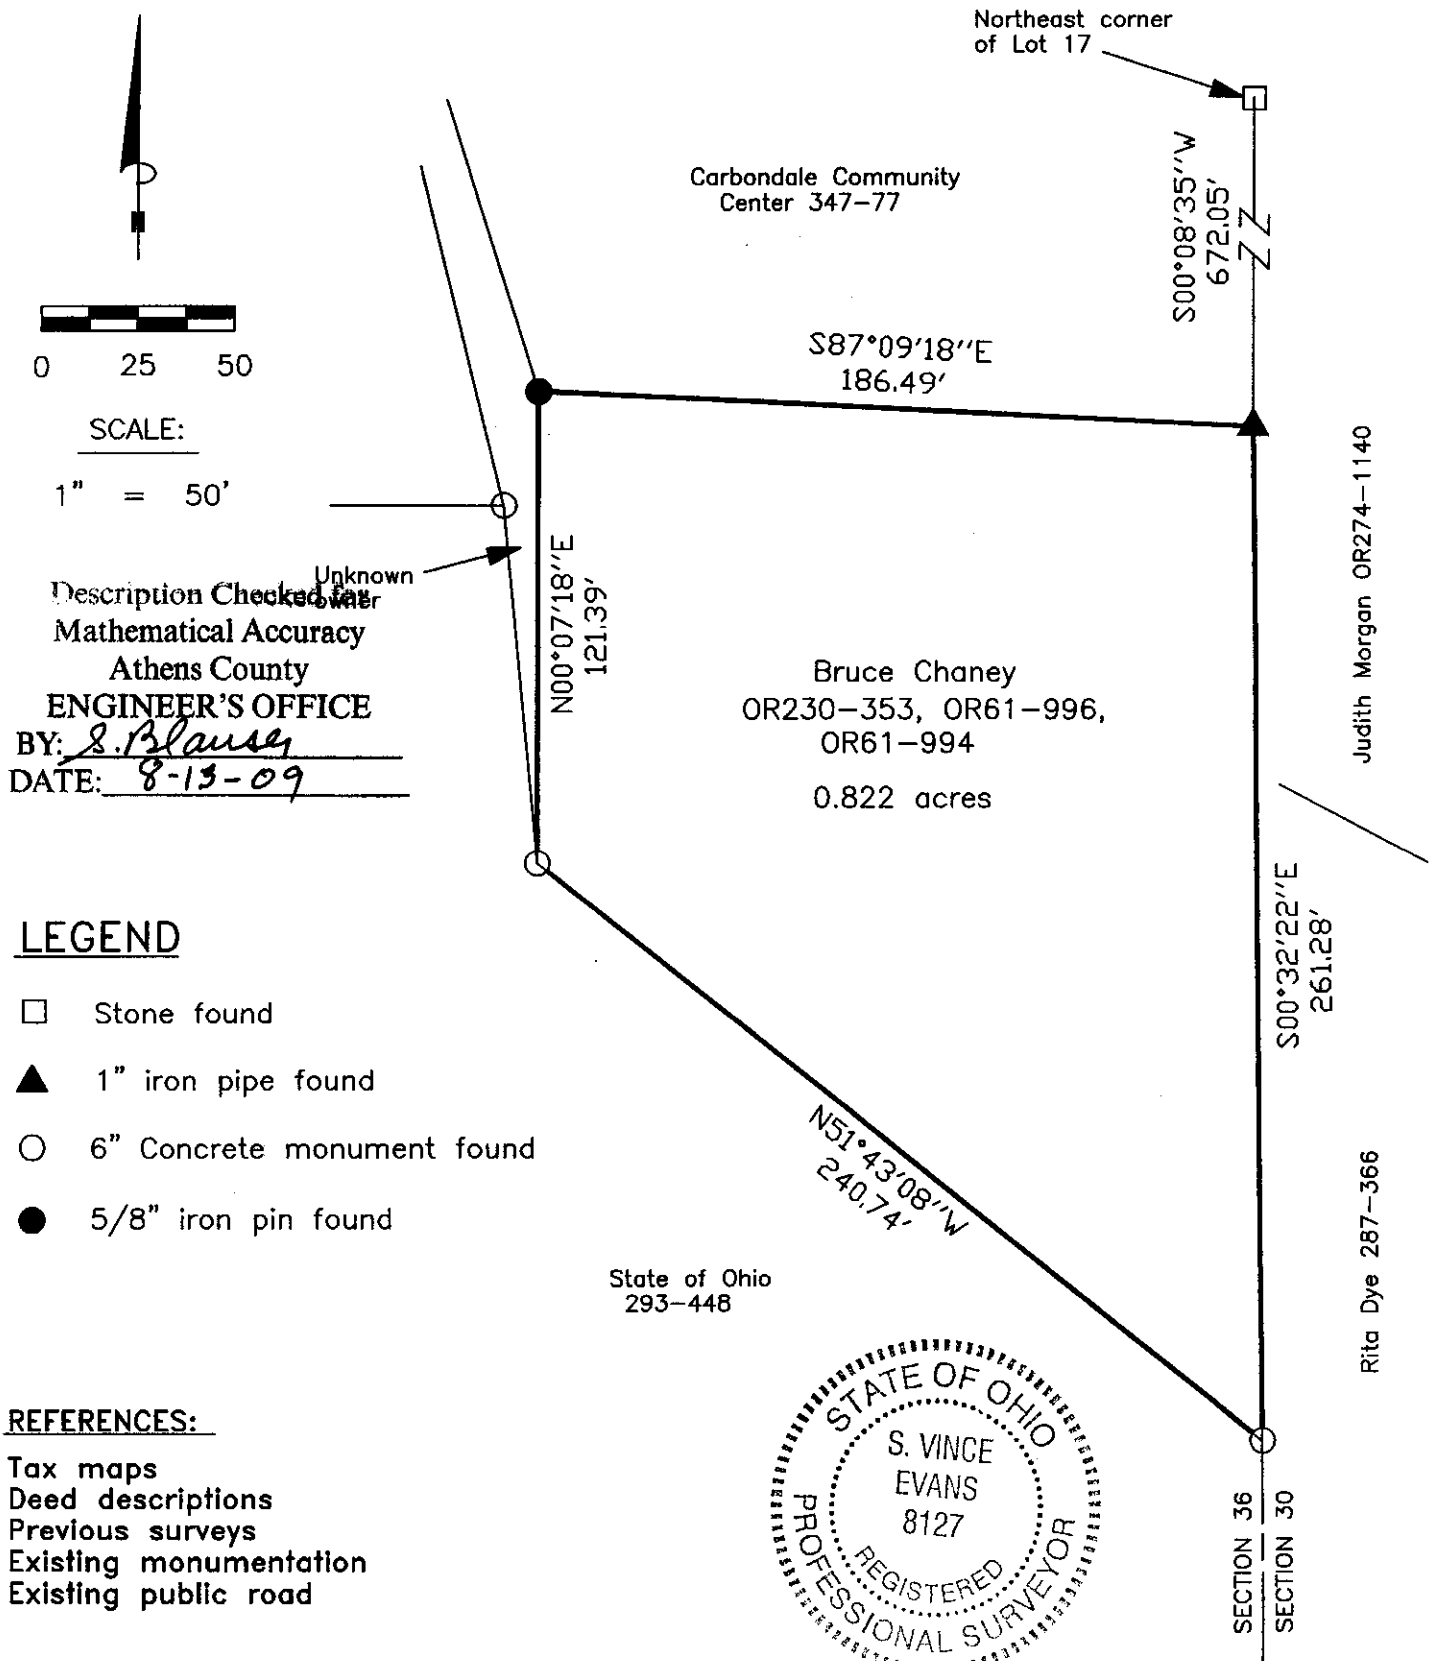 Northeast corner
of Lot 17
S00°08'35''W
672.05'
Carbondale Community
Center 347-77
0 25 50
SCALE:
1" = 50'
S87°09'18''E
186.49'
Unknown
owner
N00°07'18''E
121.39'
Description Checked for
Mathematical Accuracy
Athens County
ENGINEER'S OFFICE
BY: S. Blauser
DATE: 8-13-09
Bruce Chaney
OR230-353, OR61-996,
OR61-994
0.822 acres
Judith Morgan OR274-1140
S00°32'22''E
261.28'
LEGEND
Stone found
1" iron pipe found
6" Concrete monument found
5/8" iron pin found
N51°43'08''W
240.74'
State of Ohio
293-448
Rita Dye 287-366
REFERENCES:
Tax maps
Deed descriptions
Previous surveys
Existing monumentation
Existing public road
STATE OF OHIO
S. VINCE
EVANS
8127
REGISTERED
PROFESSIONAL SURVEYOR
SECTION 36
SECTION 30